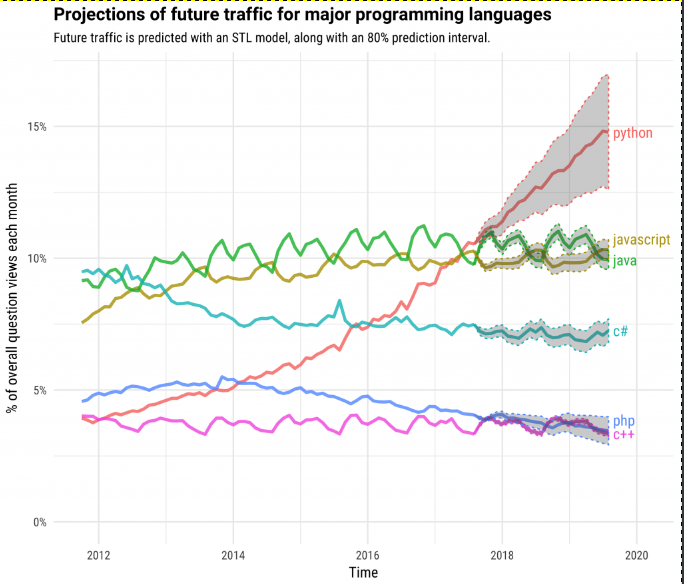 Projections of future traffic for major programming languages
Future traffic is predicted with an STL model, along with an 80% prediction interval.
% of overall question views each month
15%
10%
5%
0%
python
javascript
java
c#
php
c++
2012 2014 2016 2018 2020
Time